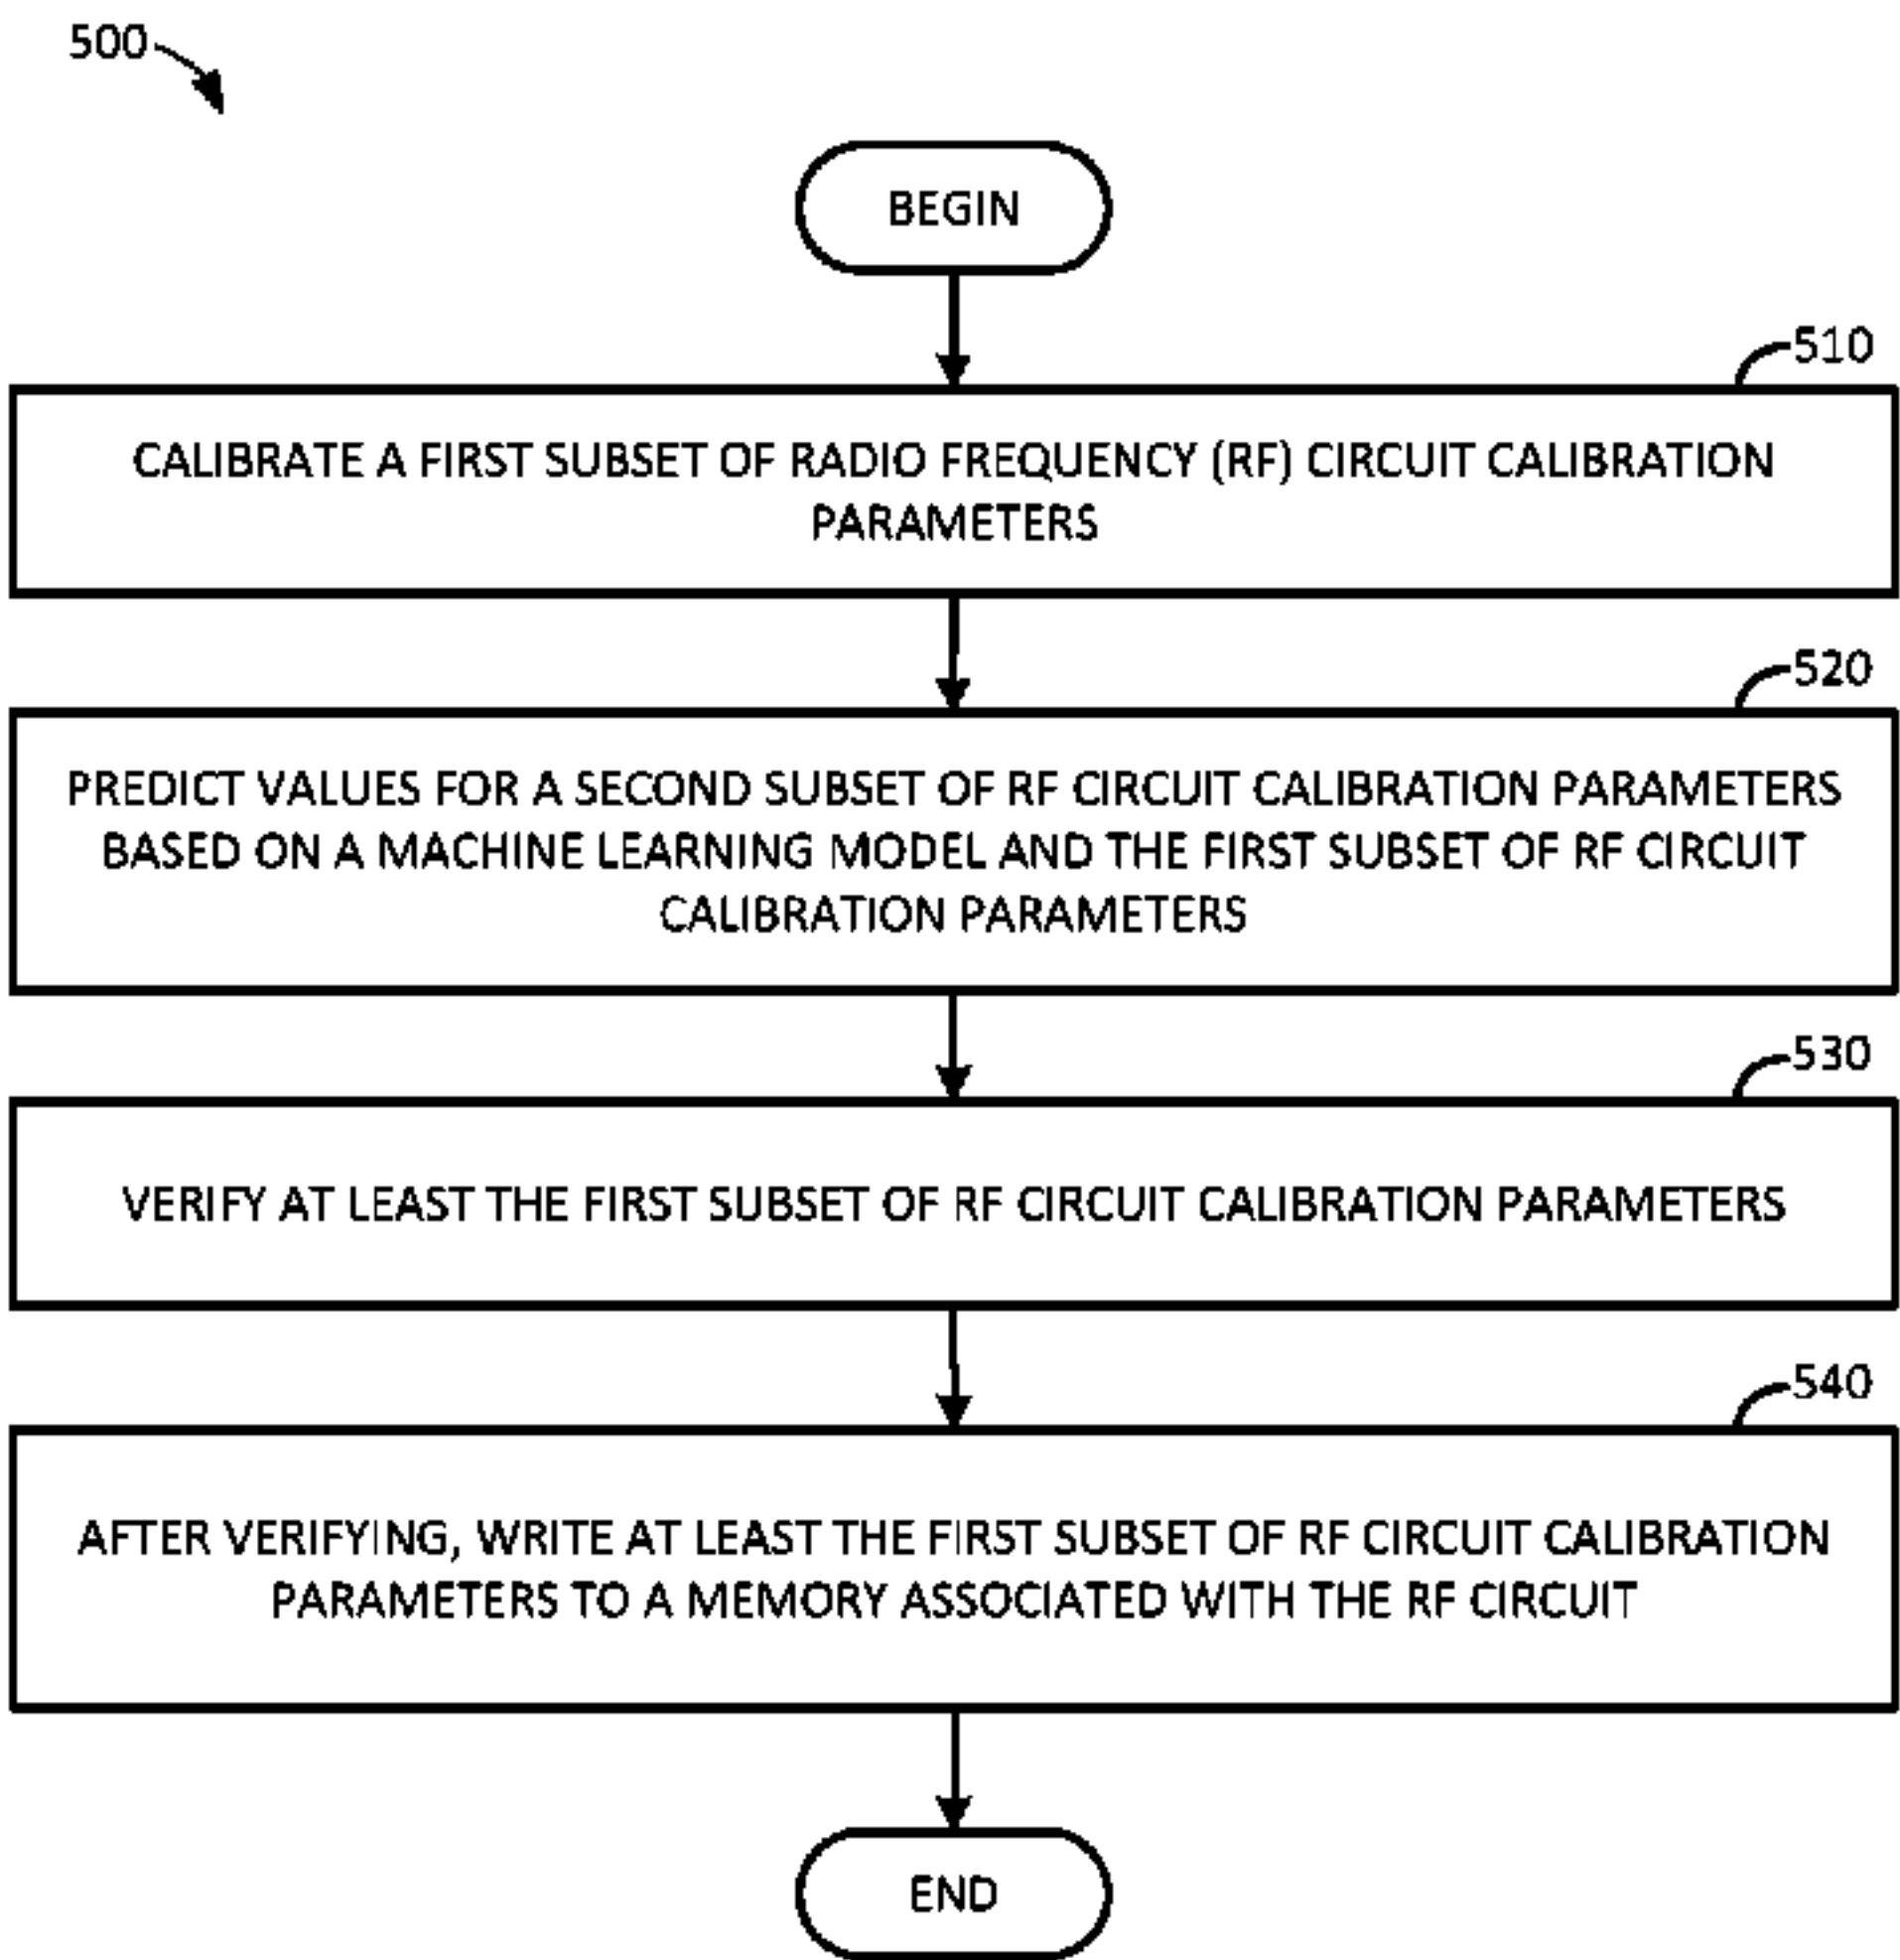 500
BEGIN
510
CALIBRATE A FIRST SUBSET OF RADIO FREQUENCY (RF) CIRCUIT CALIBRATION
PARAMETERS
520
PREDICT VALUES FOR A SECOND SUBSET OF RF CIRCUIT CALIBRATION PARAMETERS
BASED ON A MACHINE LEARNING MODEL AND THE FIRST SUBSET OF RF CIRCUIT
CALIBRATION PARAMETERS
530
VERIFY AT LEAST THE FIRST SUBSET OF RF CIRCUIT CALIBRATION PARAMETERS
540
AFTER VERIFYING, WRITE AT LEAST THE FIRST SUBSET OF RF CIRCUIT CALIBRATION
PARAMETERS TO A MEMORY ASSOCIATED WITH THE RF CIRCUIT
END